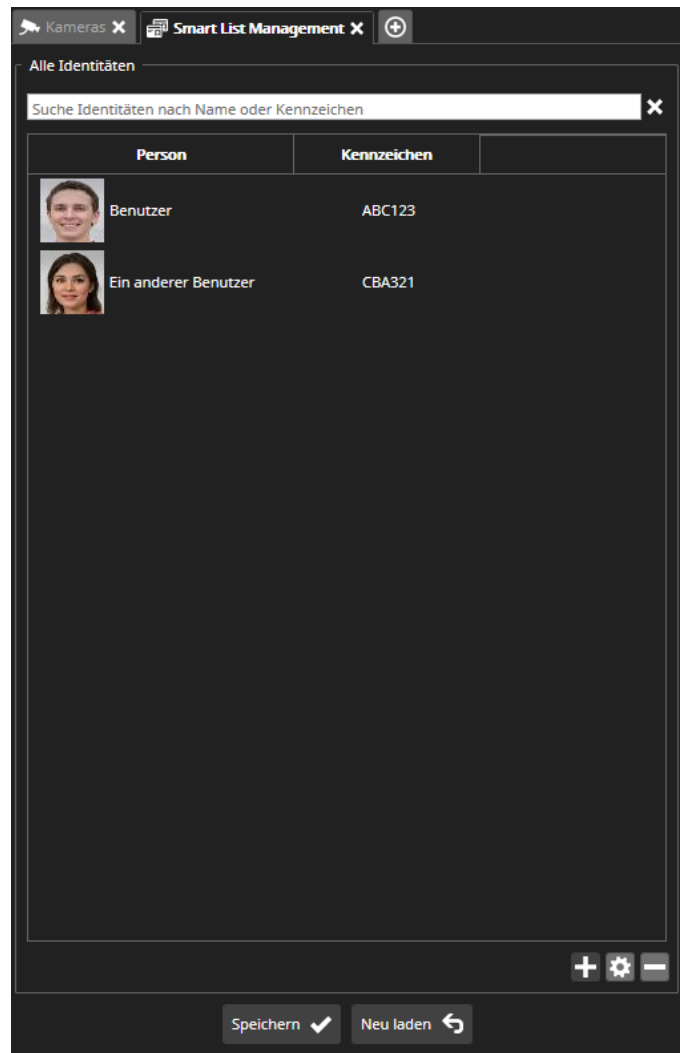 Kameras
Smart List Management
Alle Identitäten
Suche Identitäten nach Name oder Kennzeichen
Person Kennzeichen
Benutzer ABC123
Ein anderer Benutzer CBA321
Speichern Neu laden